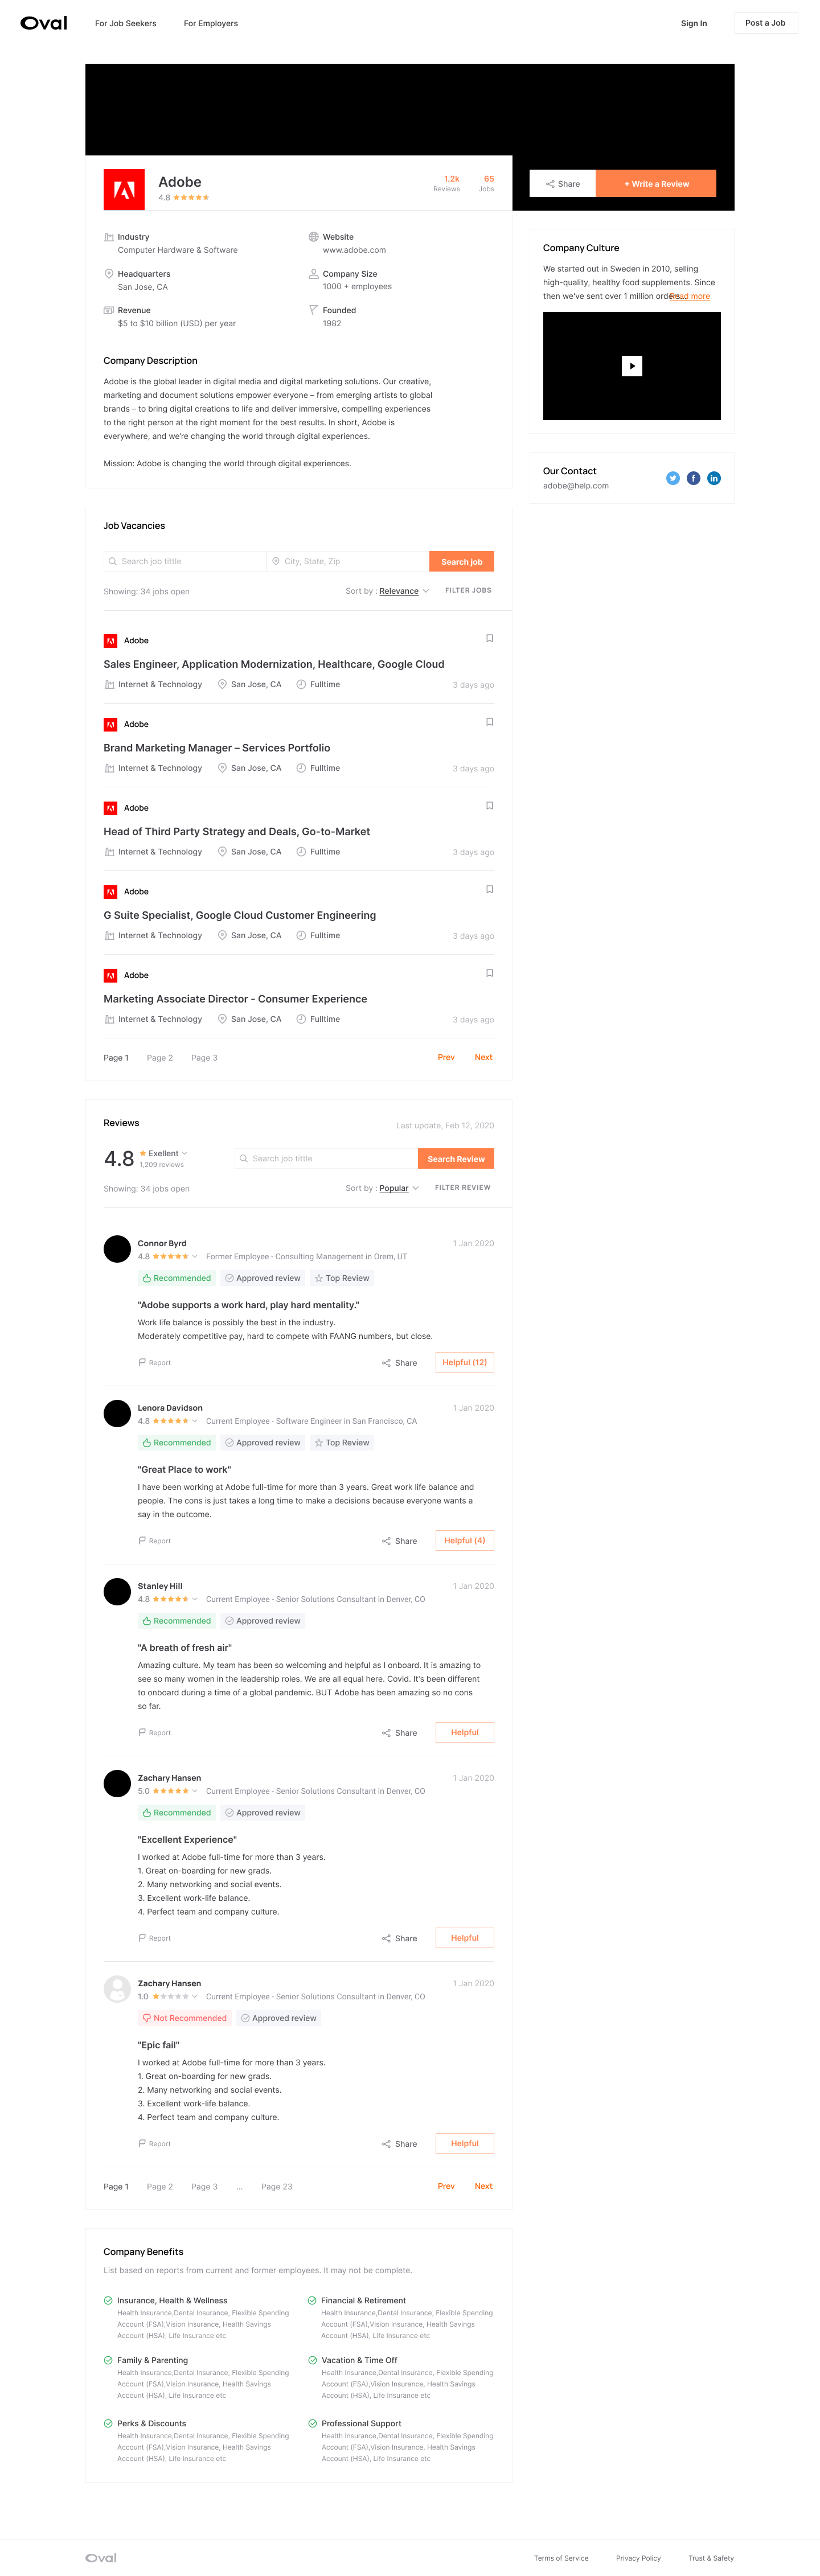 Oval
For Job Seekers
For Employers
Sign In
Post a Job
Adobe
4.8
1.2k
Reviews
65
Jobs
Share
+ Write a Review
Industry
Computer Hardware & Software
Website
www.adobe.com
Headquarters
San Jose, CA
Company Size
1000 + employees
Revenue
$5 to $10 billion (USD) per year
Founded
1982
Company Description
Adobe is the global leader in digital media and digital marketing solutions. Our creative,
marketing and document solutions empower everyone – from emerging artists to global
brands – to bring digital creations to life and deliver immersive, compelling experiences
to the right person at the right moment for the best results. In short, Adobe is
everywhere, and we're changing the world through digital experiences.
Mission: Adobe is changing the world through digital experiences.
Company Culture
We started out in Sweden in 2010, selling
high-quality, healthy food supplements. Since
then we've sent over 1 million orders...
Read more
Our Contact
adobe@help.com
Job Vacancies
Search job tittle
City, State, Zip
Search job
Showing: 34 jobs open
Sort by : Relevance
FILTER JOBS
Adobe
Sales Engineer, Application Modernization, Healthcare, Google Cloud
Internet & Technology
San Jose, CA
Fulltime
3 days ago
Adobe
Brand Marketing Manager – Services Portfolio
Internet & Technology
San Jose, CA
Fulltime
3 days ago
Adobe
Head of Third Party Strategy and Deals, Go-to-Market
Internet & Technology
San Jose, CA
Fulltime
3 days ago
Adobe
G Suite Specialist, Google Cloud Customer Engineering
Internet & Technology
San Jose, CA
Fulltime
3 days ago
Adobe
Marketing Associate Director - Consumer Experience
Internet & Technology
San Jose, CA
Fulltime
3 days ago
Page 1
Page 2
Page 3
Prev
Next
Reviews
Last update, Feb 12, 2020
4.8
Exellent
1,209 reviews
Search job tittle
Search Review
Showing: 34 jobs open
Sort by : Popular
FILTER REVIEW
Connor Byrd
1 Jan 2020
4.8
Former Employee - Consulting Management in Orem, UT
Recommended
Approved review
Top Review
"Adobe supports a work hard, play hard mentality."
Work life balance is possibly the best in the industry.
Moderately competitive pay, hard to compete with FAANG numbers, but close.
Report
Share
Helpful (12)
Lenora Davidson
1 Jan 2020
4.8
Current Employee - Software Engineer in San Francisco, CA
Recommended
Approved review
Top Review
"Great Place to work"
I have been working at Adobe full-time for more than 3 years. Great work life balance and
people. The cons is just takes a long time to make a decisions because everyone wants a
say in the outcome.
Report
Share
Helpful (4)
Stanley Hill
1 Jan 2020
4.8
Current Employee - Senior Solutions Consultant in Denver, CO
Recommended
Approved review
"A breath of fresh air"
Amazing culture. My team has been so welcoming and helpful as I onboard. It is amazing to
see so many women in the leadership roles. We are all equal here. Covid. It's been different
to onboard during a time of a global pandemic. BUT Adobe has been amazing so no cons
so far.
Report
Share
Helpful
Zachary Hansen
1 Jan 2020
5.0
Current Employee - Senior Solutions Consultant in Denver, CO
Recommended
Approved review
"Excellent Experience"
I worked at Adobe full-time for more than 3 years.
1. Great on-boarding for new grads.
2. Many networking and social events.
3. Excellent work-life balance.
4. Perfect team and company culture.
Report
Share
Helpful
Zachary Hansen
1 Jan 2020
1.0
Current Employee - Senior Solutions Consultant in Denver, CO
Not Recommended
Approved review
"Epic fail"
I worked at Adobe full-time for more than 3 years.
1. Great on-boarding for new grads.
2. Many networking and social events.
3. Excellent work-life balance.
4. Perfect team and company culture.
Report
Share
Helpful
Page 1
Page 2
Page 3
...
Page 23
Prev
Next
Company Benefits
List based on reports from current and former employees. It may not be complete.
Insurance, Health & Wellness
Health Insurance,Dental Insurance, Flexible Spending
Account (FSA),Vision Insurance, Health Savings
Account (HSA), Life Insurance etc
Financial & Retirement
Health Insurance,Dental Insurance, Flexible Spending
Account (FSA),Vision Insurance, Health Savings
Account (HSA), Life Insurance etc
Family & Parenting
Health Insurance,Dental Insurance, Flexible Spending
Account (FSA),Vision Insurance, Health Savings
Account (HSA), Life Insurance etc
Vacation & Time Off
Health Insurance,Dental Insurance, Flexible Spending
Account (FSA),Vision Insurance, Health Savings
Account (HSA), Life Insurance etc
Perks & Discounts
Health Insurance,Dental Insurance, Flexible Spending
Account (FSA),Vision Insurance, Health Savings
Account (HSA), Life Insurance etc
Professional Support
Health Insurance,Dental Insurance, Flexible Spending
Account (FSA),Vision Insurance, Health Savings
Account (HSA), Life Insurance etc
Oval
Terms of Service
Privacy Policy
Trust & Safety